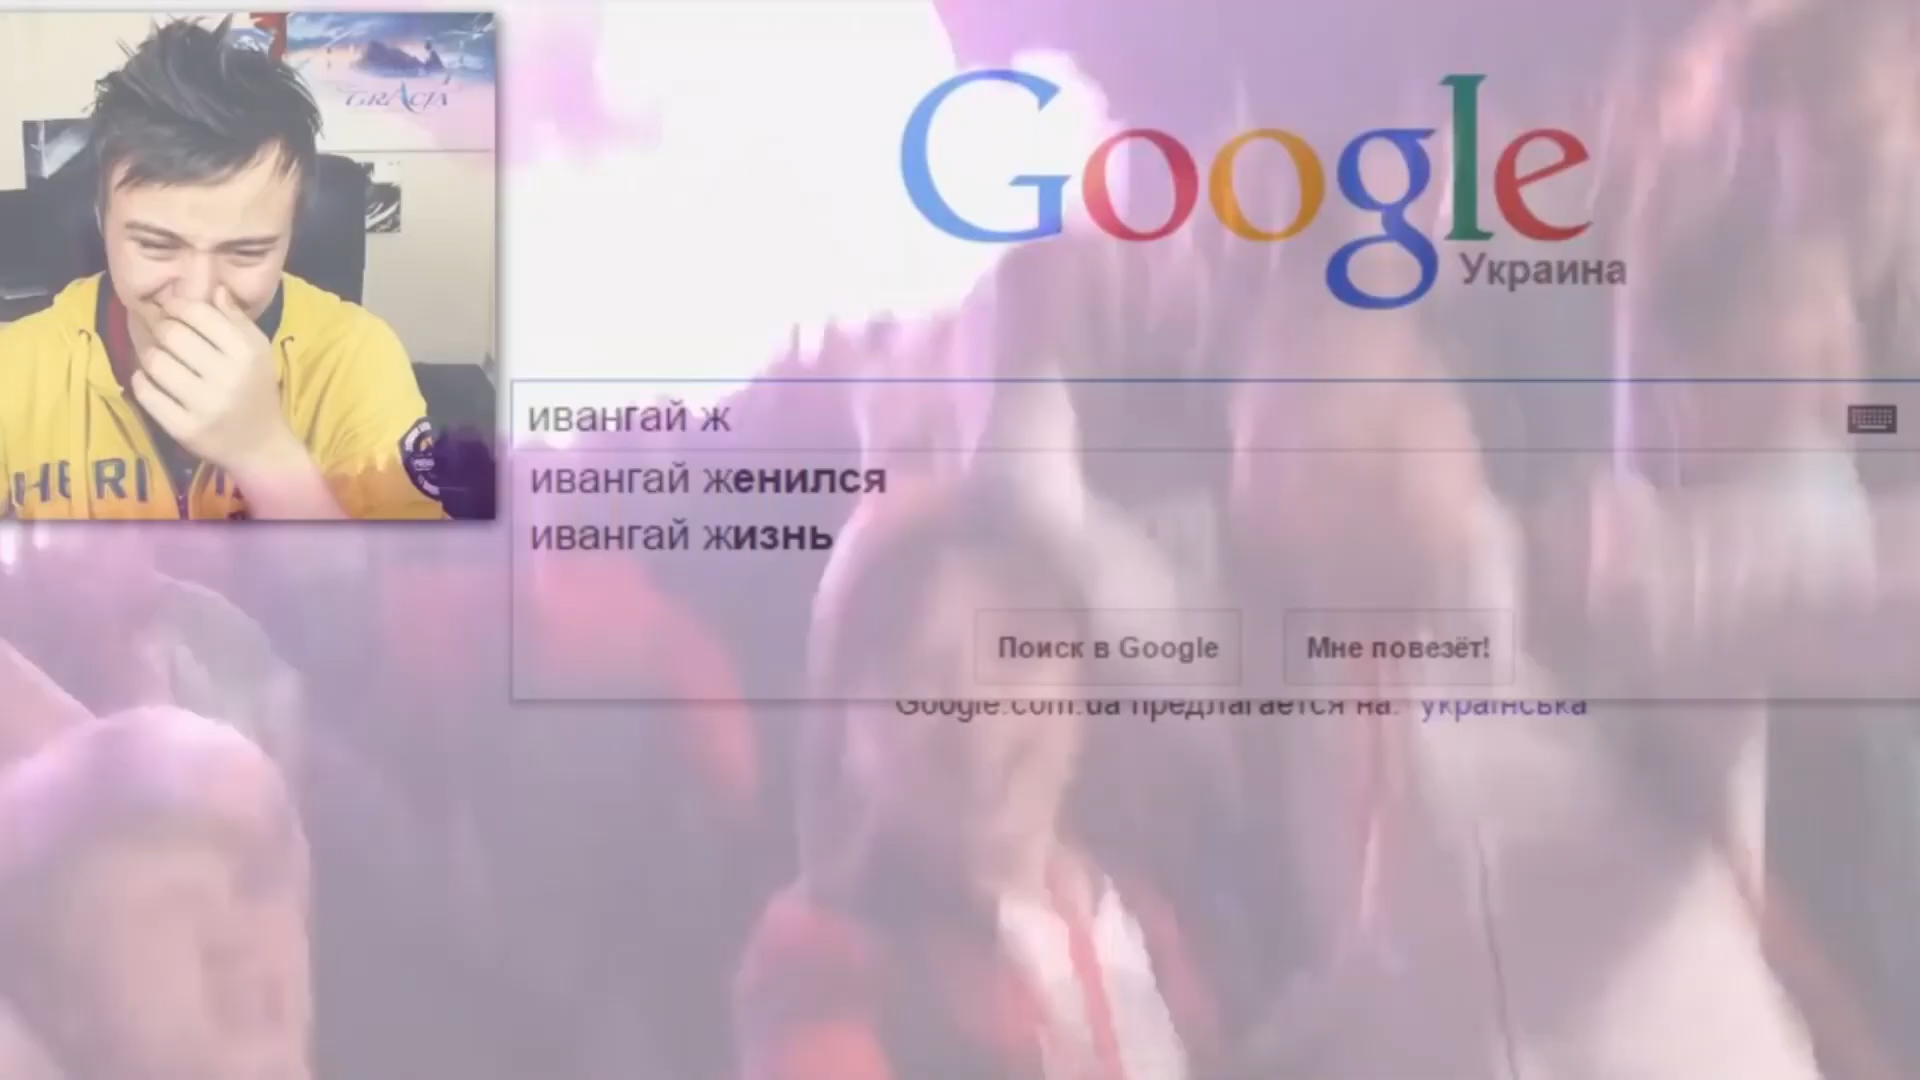 GRACIA
Google
Украина
ивангай ж
ивангай женился
ивангай жизнь
Поиск в Google
Мне повезёт!
Google.com.ua предлагается на: українська